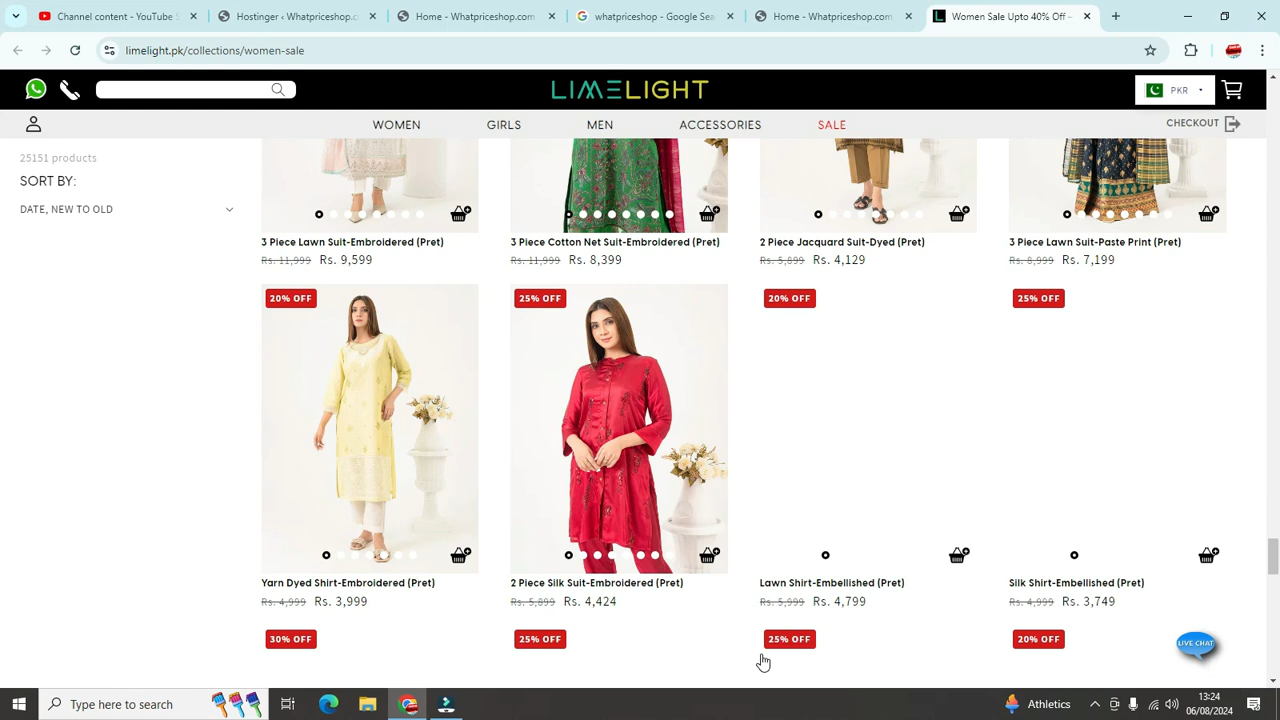 Channel content - YouTube S
Hostinger ‹ Whatpriceshop.c
Home - Whatpriceshop.com
whatpriceshop - Google Sea
Home - Whatpriceshop.com
Women Sale Upto 40% Off –
limelight.pk/collections/women-sale
LIMELIGHT
PKR
WOMEN
GIRLS
MEN
ACCESSORIES
SALE
CHECKOUT
25151 products
SORT BY:
DATE, NEW TO OLD
3 Piece Lawn Suit-Embroidered (Pret)
Rs. 11,999 Rs. 9,599
3 Piece Cotton Net Suit-Embroidered (Pret)
Rs. 11,999 Rs. 8,399
2 Piece Jacquard Suit-Dyed (Pret)
Rs. 5,899 Rs. 4,129
3 Piece Lawn Suit-Paste Print (Pret)
Rs. 8,999 Rs. 7,199
20% OFF
25% OFF
20% OFF
25% OFF
Yarn Dyed Shirt-Embroidered (Pret)
Rs. 4,999 Rs. 3,999
2 Piece Silk Suit-Embroidered (Pret)
Rs. 5,899 Rs. 4,424
Lawn Shirt-Embellished (Pret)
Rs. 5,999 Rs. 4,799
Silk Shirt-Embellished (Pret)
Rs. 4,999 Rs. 3,749
30% OFF
25% OFF
25% OFF
20% OFF
LIVE CHAT
Type here to search
Athletics
13:24
06/08/2024